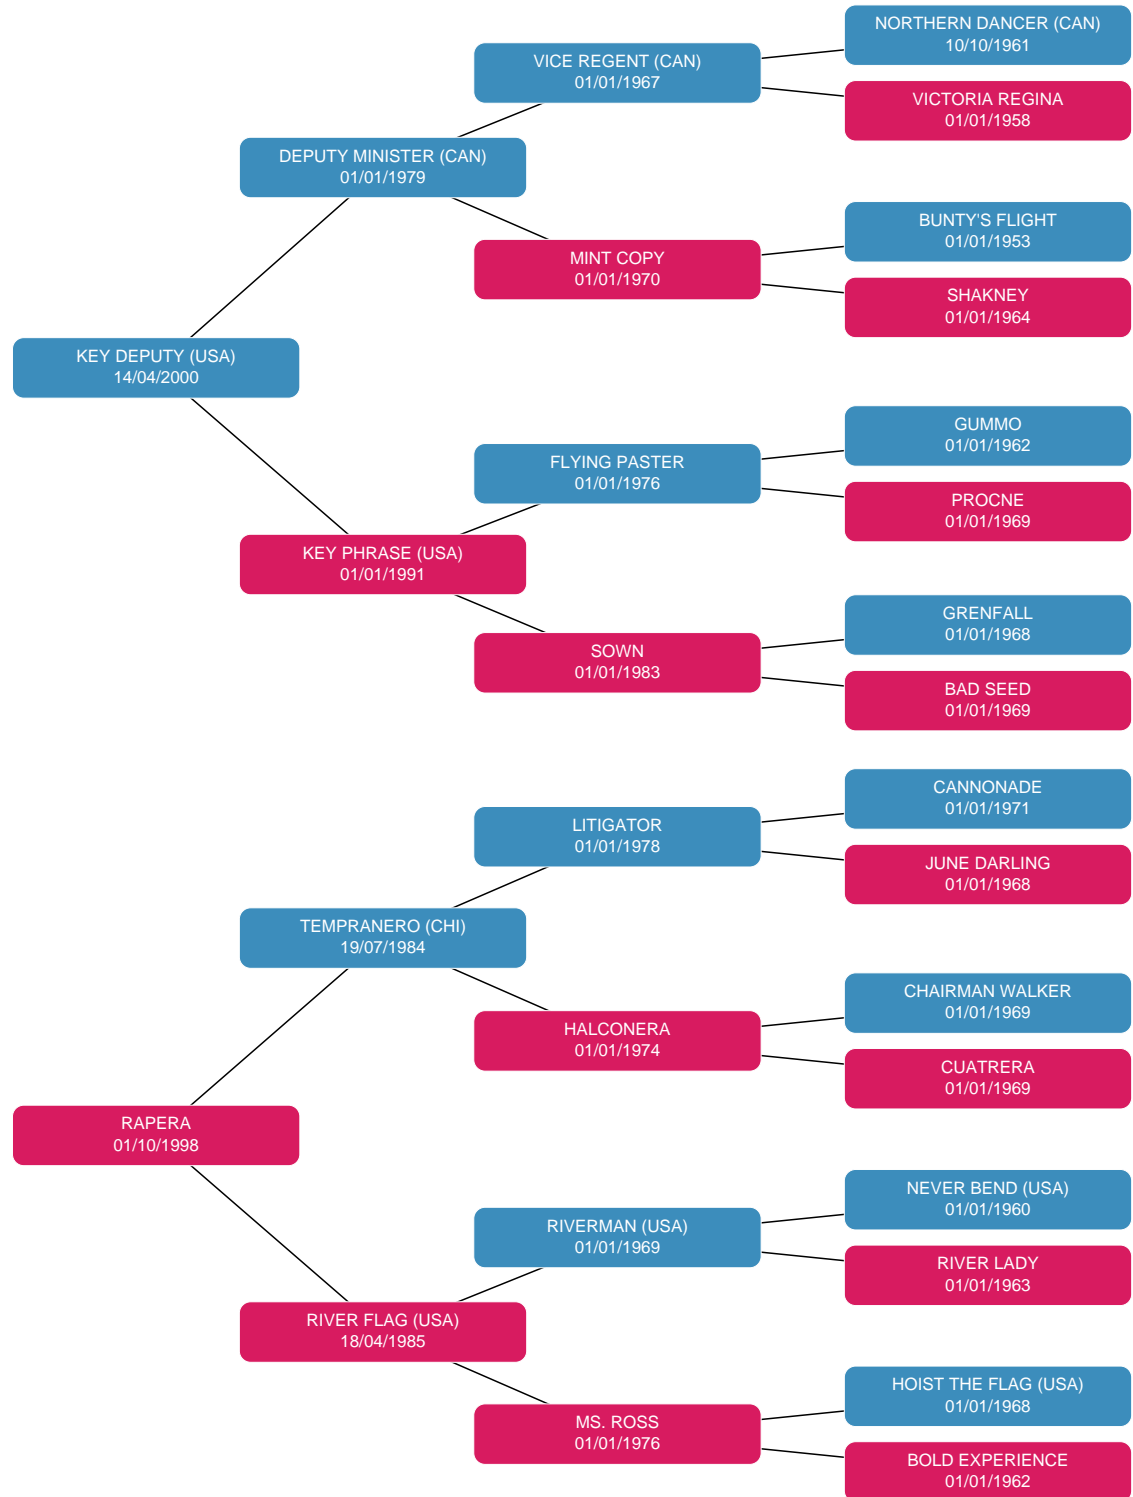 NORTHERN DANCER (CAN)
10/10/1961
VICE REGENT (CAN)
01/01/1967
VICTORIA REGINA
01/01/1958
DEPUTY MINISTER (CAN)
01/01/1979
BUNTY'S FLIGHT
01/01/1953
MINT COPY
01/01/1970
SHAKNEY
01/01/1964
KEY DEPUTY (USA)
14/04/2000
GUMMO
01/01/1962
FLYING PASTER
01/01/1976
PROCNE
01/01/1969
KEY PHRASE (USA)
01/01/1991
GRENFALL
01/01/1968
SOWN
01/01/1983
BAD SEED
01/01/1969
CANNONADE
01/01/1971
LITIGATOR
01/01/1978
JUNE DARLING
01/01/1968
TEMPRANERO (CHI)
19/07/1984
CHAIRMAN WALKER
01/01/1969
HALCONERA
01/01/1974
CUATRERA
01/01/1969
RAPERA
01/10/1998
NEVER BEND (USA)
01/01/1960
RIVERMAN (USA)
01/01/1969
RIVER LADY
01/01/1963
RIVER FLAG (USA)
18/04/1985
HOIST THE FLAG (USA)
01/01/1968
MS. ROSS
01/01/1976
BOLD EXPERIENCE
01/01/1962